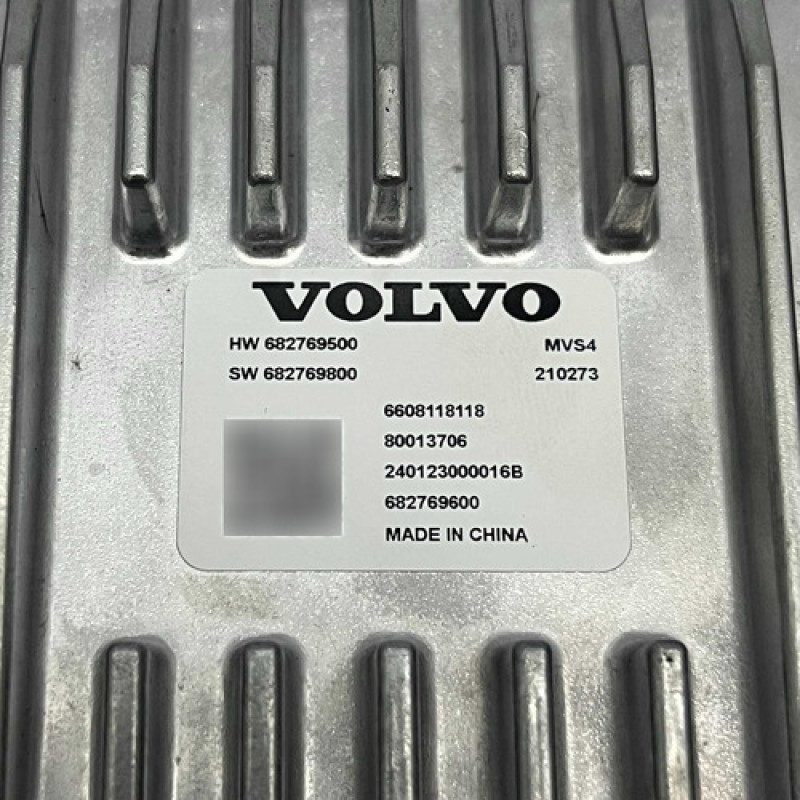 VOLVO
HW 682769500 MVS4
SW 682769800 210273
6608118118
80013706
240123000016B
682769600
MADE IN CHINA